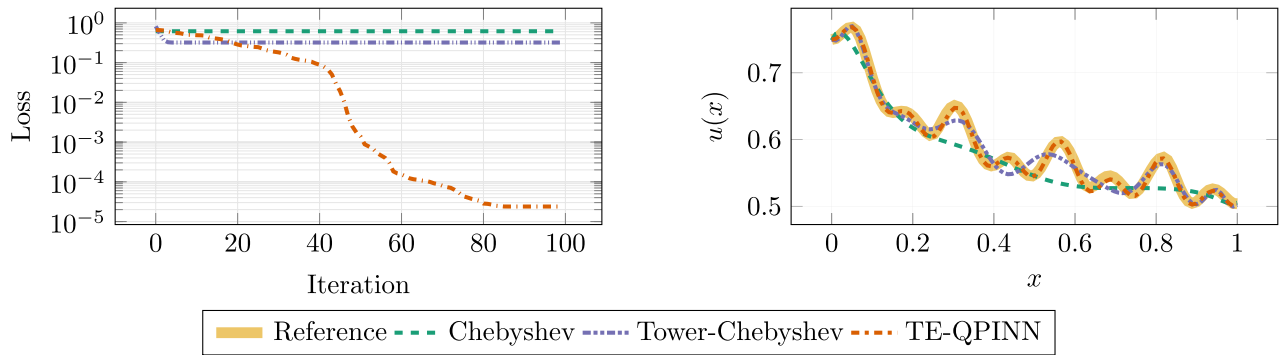 10^0
10^−1
10^−2
10^−3
10^−4
10^−5
Loss
0 20 40 60 80 100
Iteration
0.7
0.6
0.5
u(x)
0 0.2 0.4 0.6 0.8 1
x
Reference Chebyshev Tower-Chebyshev TE-QPINN